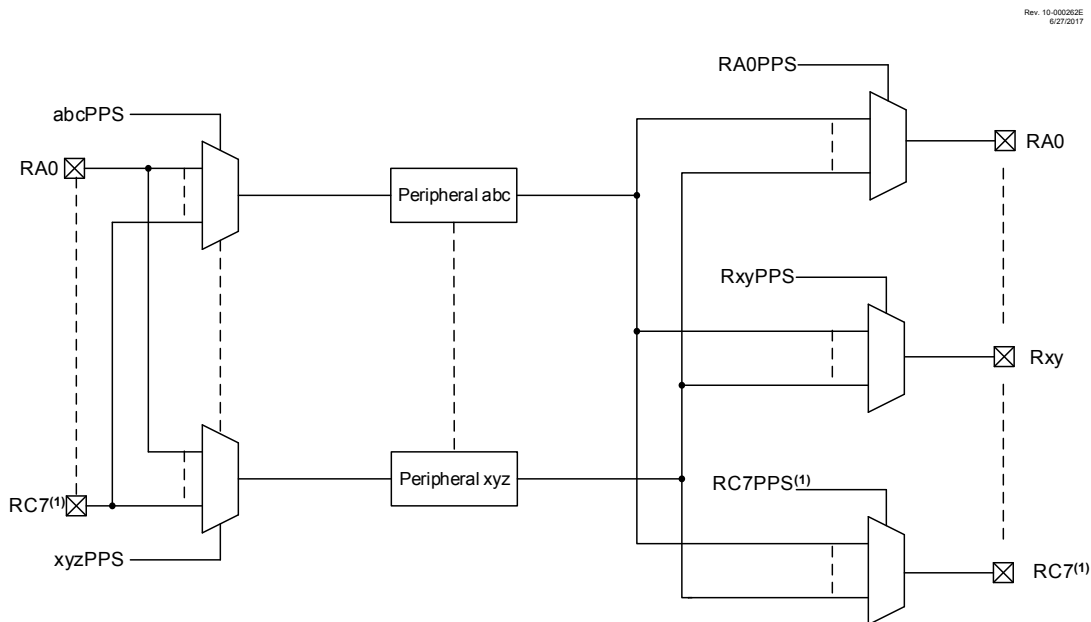 Rev. 10-000262E
6/27/2017
RA0PPS
abcPPS
RA0
RA0
Peripheral abc
RxyPPS
Rxy
Peripheral xyz
RC7PPS(1)
RC7(1)
xyzPPS
RC7(1)